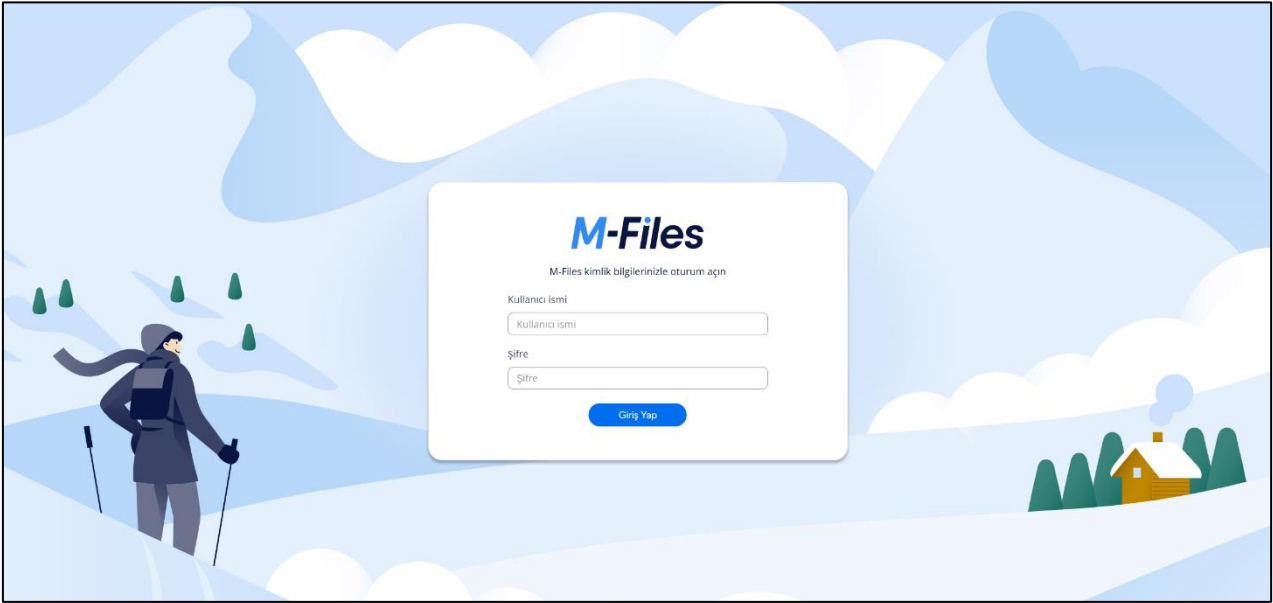 M-Files
M-Files kimlik bilgilerinizle oturum açın
Kullanıcı ismi
Kullanıcı ismi
Şifre
Şifre
Giriş Yap